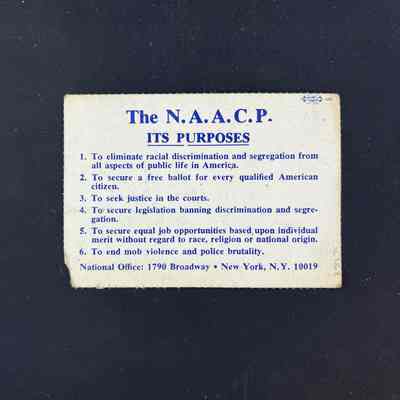 The N.A.A.C.P.
ITS PURPOSES
1. To eliminate racial discrimination and segregation from
all aspects of public life in America.
2. To secure a free ballot for every qualified American
citizen.
3. To seek justice in the courts.
4. To secure legislation banning discrimination and segre-
gation.
5. To secure equal job opportunities based upon individual
merit without regard to race, religion or national origin.
6. To end mob violence and police brutality.
National Office: 1790 Broadway • New York, N.Y. 10019